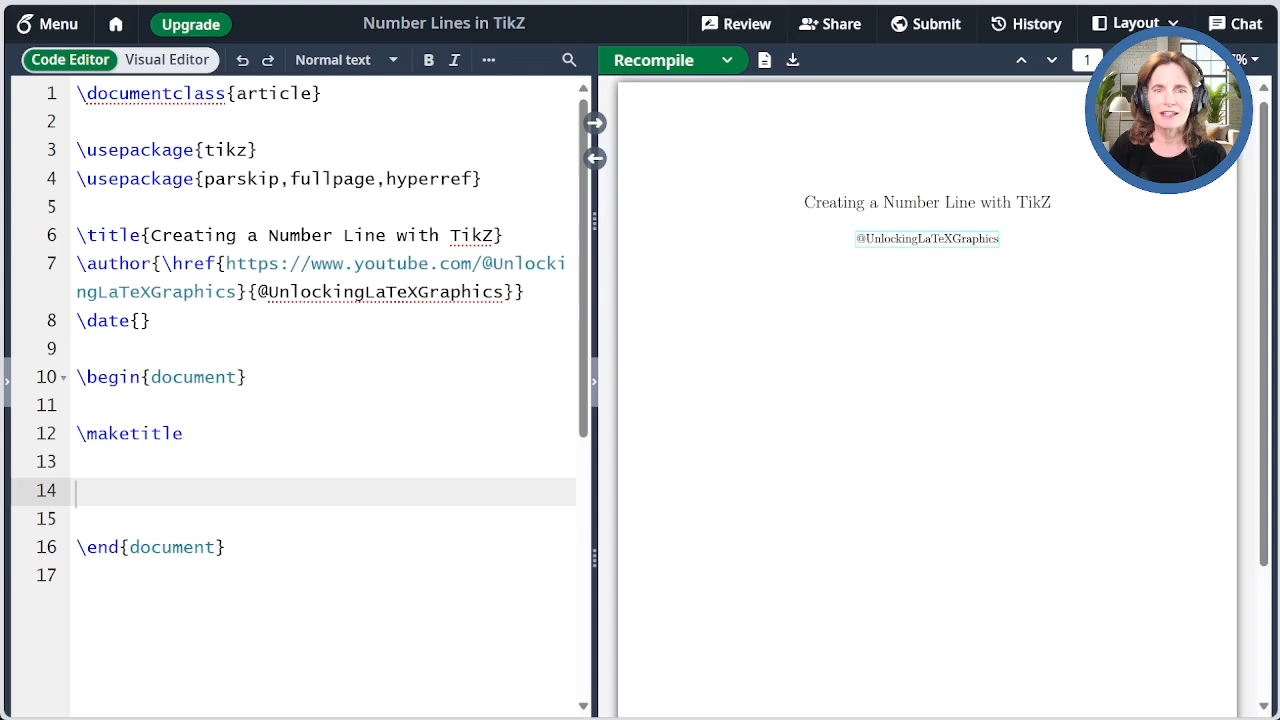 Menu
Upgrade
Number Lines in TikZ
Review
Share
Submit
History
Layout
Chat
Code Editor
Visual Editor
Normal text
B
I
Recompile
1
%
1 \documentclass{article}
2
3 \usepackage{tikz}
4 \usepackage{parskip,fullpage,hyperref}
5
6 \title{Creating a Number Line with TikZ}
7 \author{\href{https://www.youtube.com/@Unlocki
ngLaTeXGraphics}{@UnlockingLaTeXGraphics}}
8 \date{}
9
10 \begin{document}
11
12 \maketitle
13
14
15
16 \end{document}
17
Creating a Number Line with TikZ
@UnlockingLaTeXGraphics